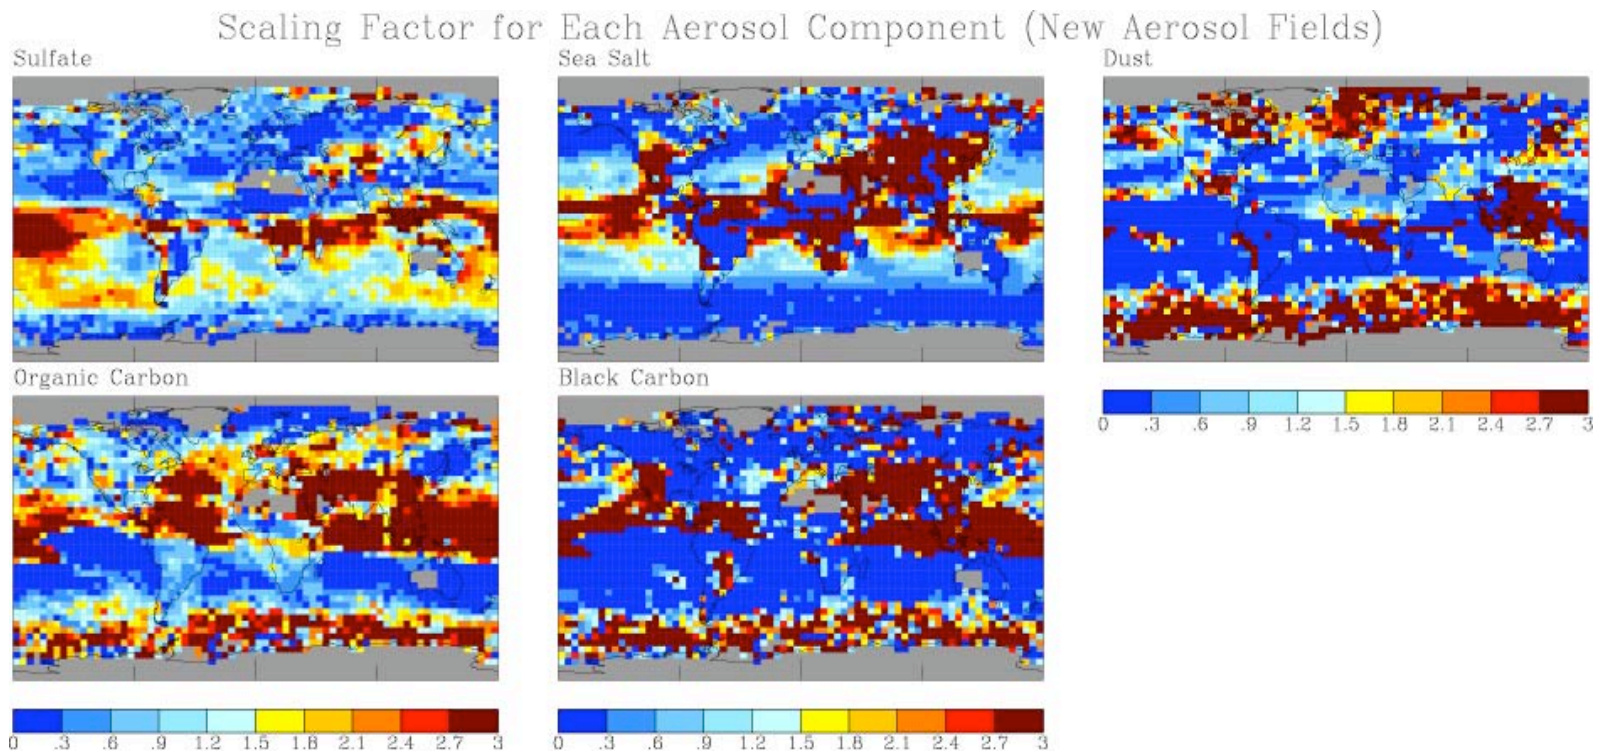 Scaling Factor for Each Aerosol Component (New Aerosol Fields)
Sulfate
Sea Salt
Dust
Organic Carbon
Black Carbon
0 .3 .6 .9 1.2 1.5 1.8 2.1 2.4 2.7 3
0 .3 .6 .9 1.2 1.5 1.8 2.1 2.4 2.7 3
0 .3 .6 .9 1.2 1.5 1.8 2.1 2.4 2.7 3